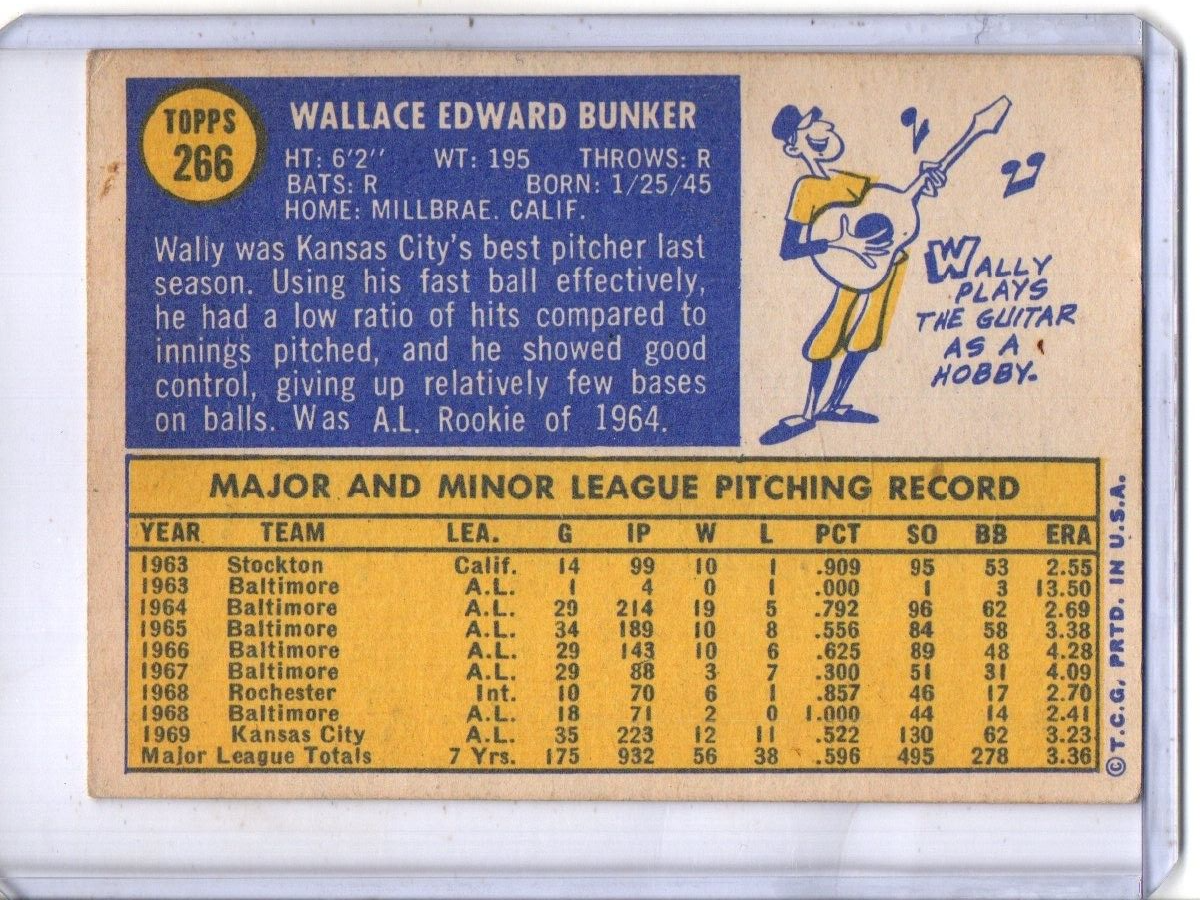 TOPPS
266
WALLACE EDWARD BUNKER
HT: 6'2'' WT: 195 THROWS: R
BATS: R BORN: 1/25/45
HOME: MILLBRAE. CALIF.
Wally was Kansas City's best pitcher last
season. Using his fast ball effectively,
he had a low ratio of hits compared to
innings pitched, and he showed good
control, giving up relatively few bases
on balls. Was A.L. Rookie of 1964.
WALLY
PLAYS
THE GUITAR
AS A
HOBBY.
MAJOR AND MINOR LEAGUE PITCHING RECORD
YEAR TEAM LEA. G IP W L PCT SO BB ERA
1963 Stockton Calif. 14 99 10 1 .909 95 53 2.55
1963 Baltimore A.L. 1 4 0 1 .000 1 3 13.50
1964 Baltimore A.L. 29 214 19 5 .792 96 62 2.69
1965 Baltimore A.L. 34 189 10 8 .556 84 58 3.38
1966 Baltimore A.L. 29 143 10 6 .625 89 48 4.28
1967 Baltimore A.L. 29 88 3 7 .300 51 31 4.09
1968 Rochester Int. 10 70 6 1 .857 46 17 2.70
1968 Baltimore A.L. 18 71 2 0 1.000 44 14 2.41
1969 Kansas City A.L. 35 223 12 11 .522 130 62 3.23
Major League Totals 7 Yrs. 175 932 56 38 .596 495 278 3.36
© T.C.G. PRTD. IN U.S.A.